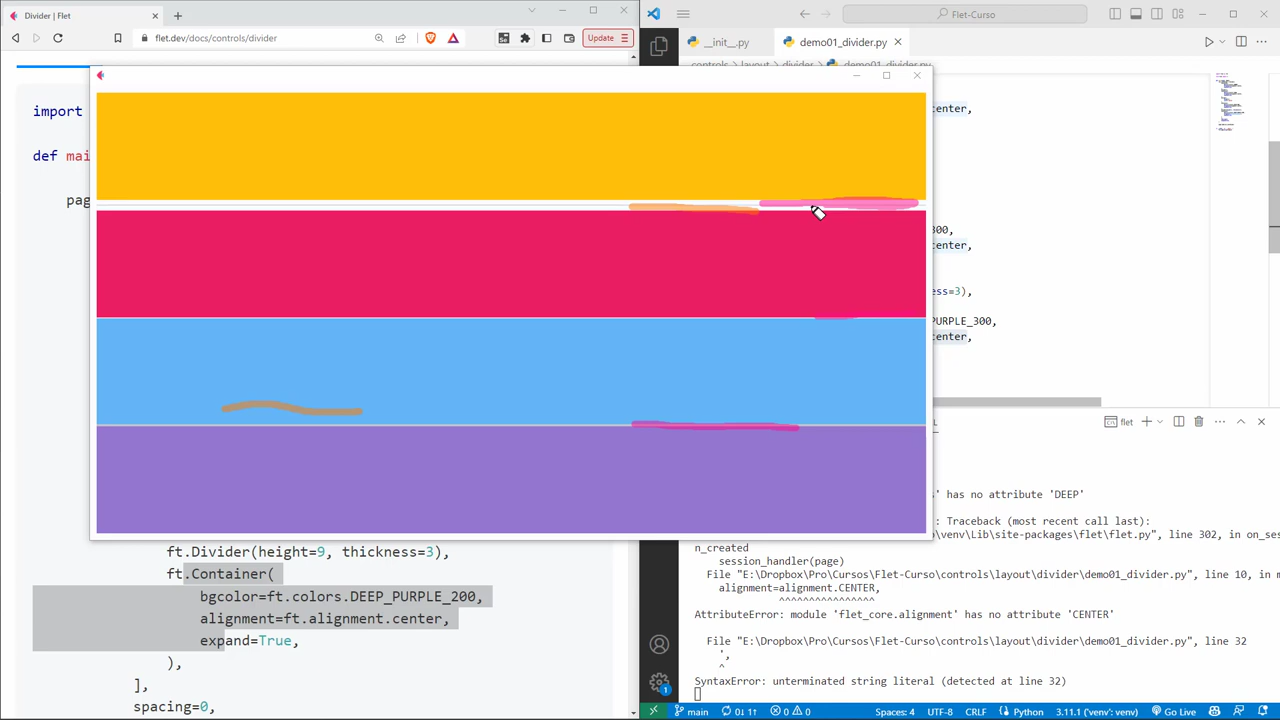 Divider | Flet
Update
flet.dev/docs/controls/divider
Flet-Curso
__init__.py
demo01_divider.py
import
def mai
pag
center,
300,
center,
ess=3),
PURPLE_300,
center,
ft.Divider(height=9, thickness=3),
ft.Container(
bgcolor=ft.colors.DEEP_PURPLE_200,
alignment=ft.alignment.center,
expand=True,
),
],
spacing=0,
flet
' has no attribute 'DEEP'
: Traceback (most recent call last):
\venv\Lib\site-packages\flet\flet.py", line 302, in on_ses
n_created
session_handler(page)
File "E:\Dropbox\Pro\Cursos\Flet-Curso\controls\layout\divider\demo01_divider.py", line 10, in m
alignment=alignment.CENTER,
^^^^^^^^^^^^^^^^
AttributeError: module 'flet_core.alignment' has no attribute 'CENTER'
File "E:\Dropbox\Pro\Cursos\Flet-Curso\controls\layout\divider\demo01_divider.py", line 32
',
^
SyntaxError: unterminated string literal (detected at line 32)
1
main 0↓ 1↑ 0 0 Spaces: 4 UTF-8 CRLF Python 3.11.1 ('venv': venv) Go Live